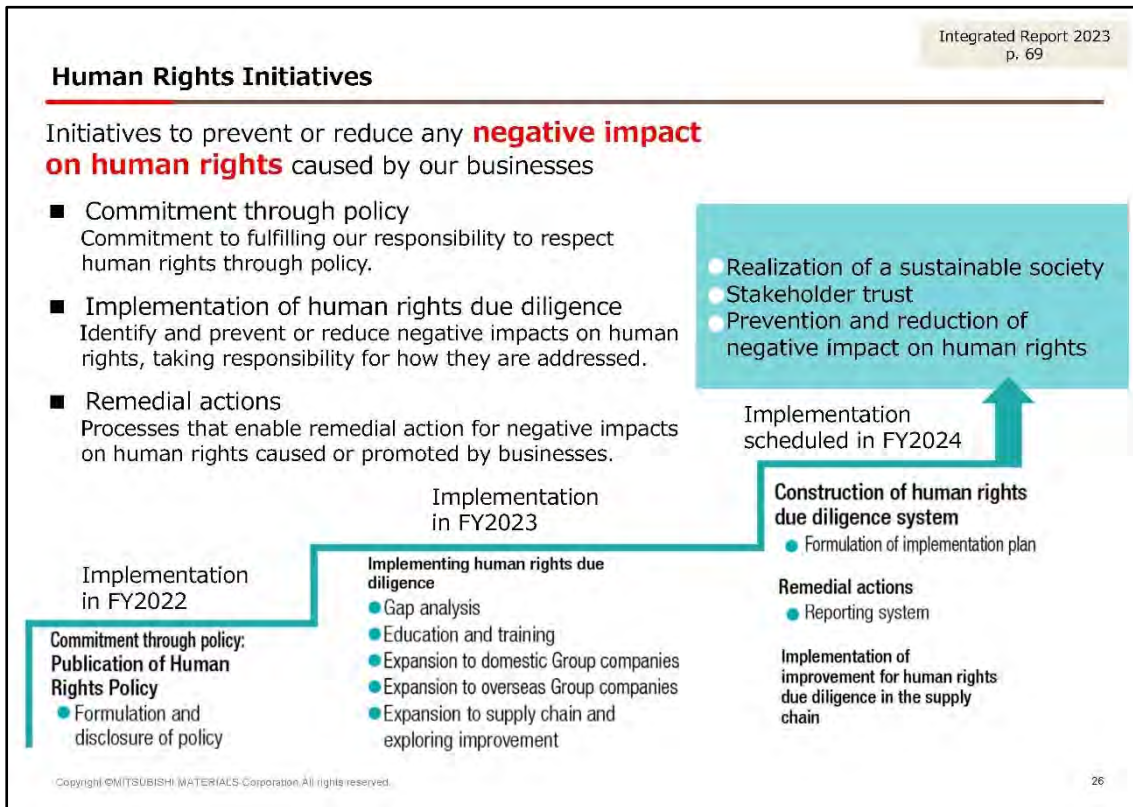 Integrated Report 2023
p. 69
Human Rights Initiatives
Initiatives to prevent or reduce any negative impact
on human rights caused by our businesses
■ Commitment through policy
Commitment to fulfilling our responsibility to respect
human rights through policy.
■ Implementation of human rights due diligence
Identify and prevent or reduce negative impacts on human
rights, taking responsibility for how they are addressed.
■ Remedial actions
Processes that enable remedial action for negative impacts
on human rights caused or promoted by businesses.
Realization of a sustainable society
Stakeholder trust
Prevention and reduction of
negative impact on human rights
Implementation
in FY2022
Commitment through policy:
Publication of Human
Rights Policy
● Formulation and
disclosure of policy
Implementation
in FY2023
Implementing human rights due
diligence
● Gap analysis
● Education and training
● Expansion to domestic Group companies
● Expansion to overseas Group companies
● Expansion to supply chain and
exploring improvement
Implementation
scheduled in FY2024
Construction of human rights
due diligence system
● Formulation of implementation plan
Remedial actions
● Reporting system
Implementation of
improvement for human rights
due diligence in the supply
chain
Copyright ©MITSUBISHI MATERIALS Corporation.All rights reserved.
26